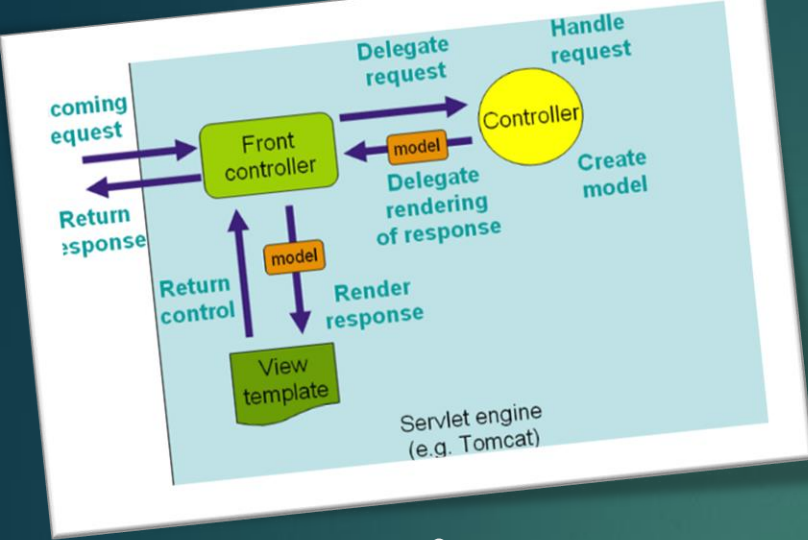 Delegate
request
Handle
request
coming
equest
Front
controller
Controller
model
Create
model
Delegate
rendering
of response
Return
esponse
model
Return
control
Render
response
View
template
Servlet engine
(e.g. Tomcat)